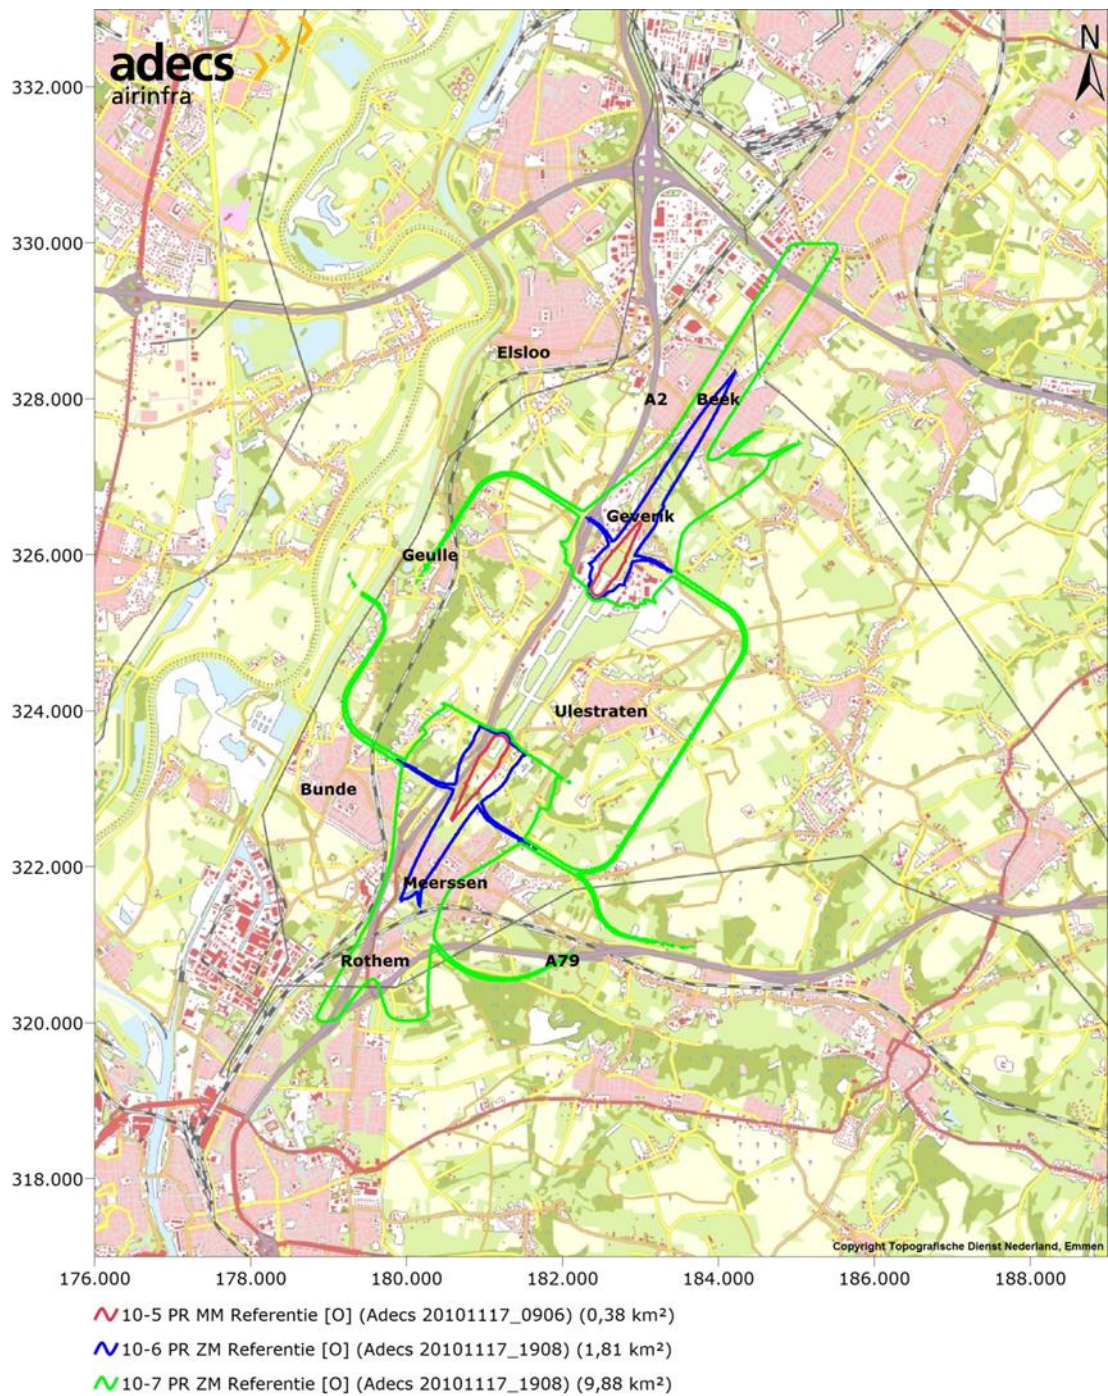 adecs
airinfra
N
332.000
330.000
Elsloo
328.000
A2
Beek
Geverik
326.000
Geulle
324.000
Ulestraten
Bunde
322.000
Meerssen
Rothem
A79
320.000
318.000
Copyright Topografische Dienst Nederland, Emmen
176.000 178.000 180.000 182.000 184.000 186.000 188.000
10-5 PR MM Referentie [O] (Adecs 20101117_0906) (0,38 km²)
10-6 PR ZM Referentie [O] (Adecs 20101117_1908) (1,81 km²)
10-7 PR ZM Referentie [O] (Adecs 20101117_1908) (9,88 km²)